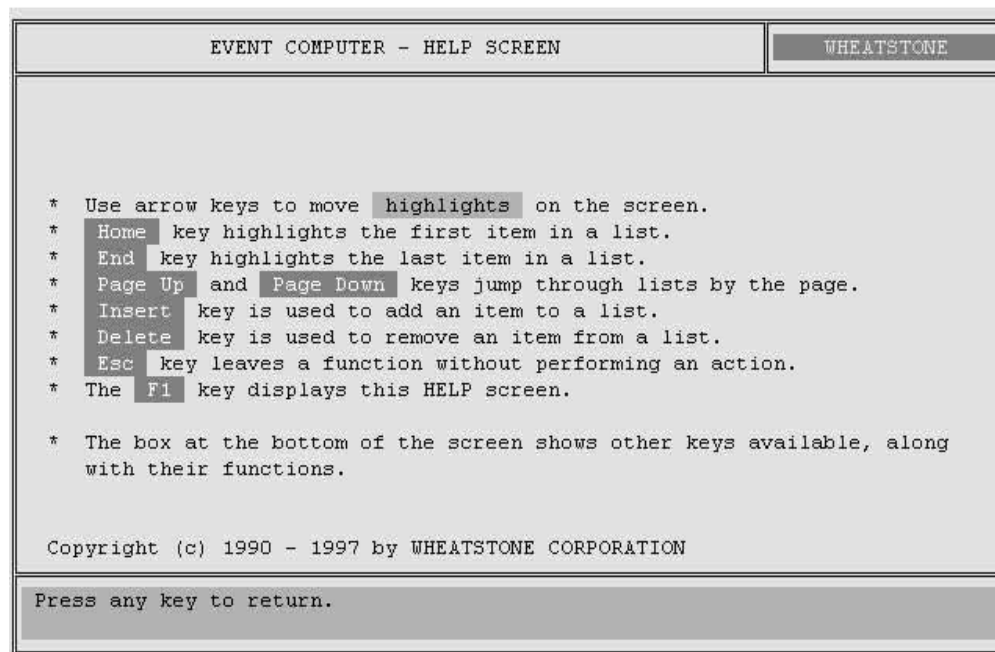 EVENT COMPUTER - HELP SCREEN
WHEATSTONE
* Use arrow keys to move highlights on the screen.
* Home key highlights the first item in a list.
* End key highlights the last item in a list.
* Page Up and Page Down keys jump through lists by the page.
* Insert key is used to add an item to a list.
* Delete key is used to remove an item from a list.
* Esc key leaves a function without performing an action.
* The F1 key displays this HELP screen.
* The box at the bottom of the screen shows other keys available, along
with their functions.
Copyright (c) 1990 - 1997 by WHEATSTONE CORPORATION
Press any key to return.